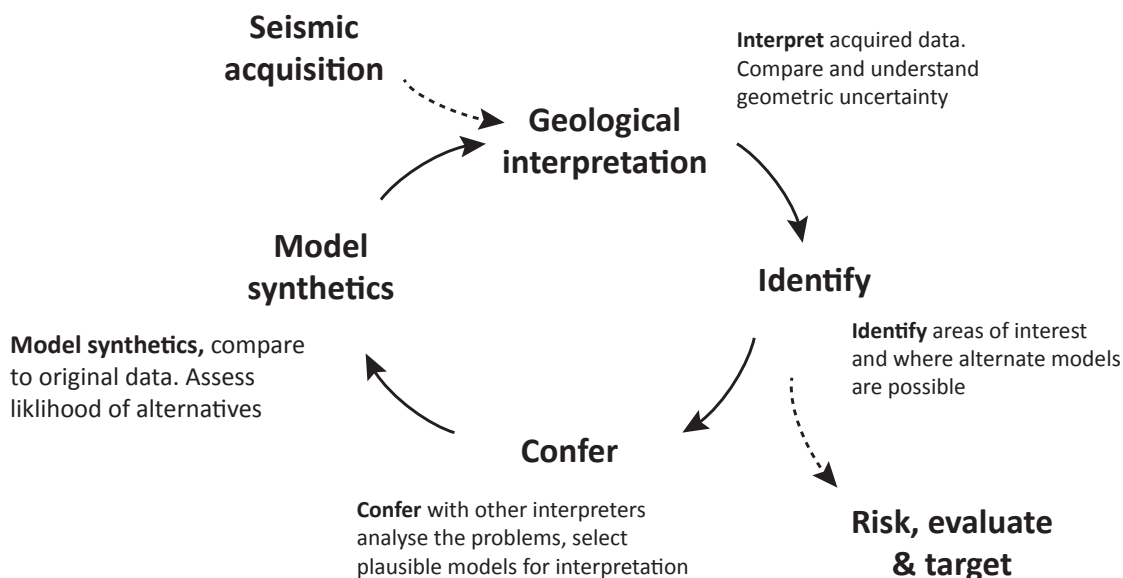 Seismic
acquisition
Interpret acquired data.
Compare and understand
geometric uncertainty
Geological
interpretation
Model
synthetics
Identify
Model synthetics, compare
to original data. Assess
liklihood of alternatives
Identify areas of interest
and where alternate models
are possible
Confer
Confer with other interpreters
analyse the problems, select
plausible models for interpretation
Risk, evaluate
& target